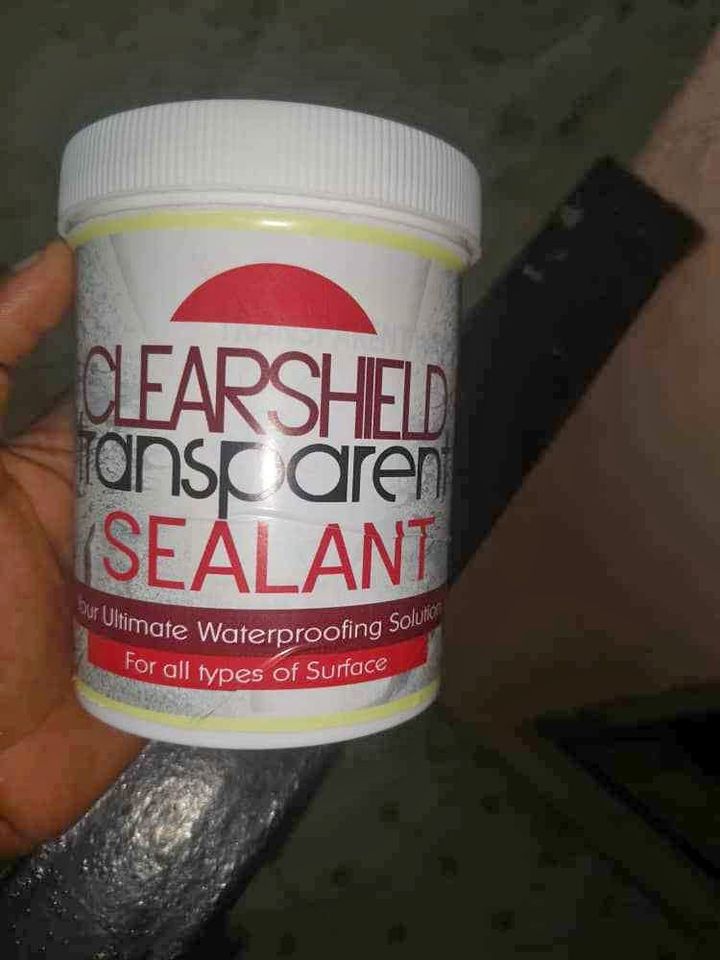 CLEARSHIELD
transparent
SEALANT
Your Ultimate Waterproofing Solution
For all types of Surface